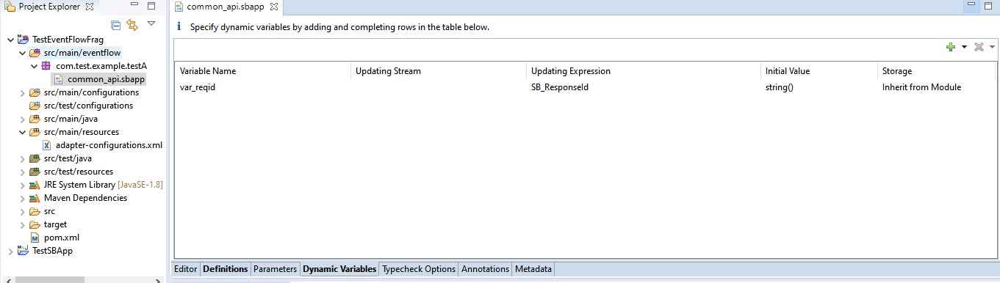 Project Explorer
TestEventFlowFrag
src/main/eventflow
com.test.example.testA
common_api.sbapp
src/main/configurations
src/test/configurations
src/main/java
src/main/resources
adapter-configurations.xml
src/test/java
src/test/resources
JRE System Library [JavaSE-1.8]
Maven Dependencies
src
target
pom.xml
TestSBApp
common_api.sbapp
Specify dynamic variables by adding and completing rows in the table below.
Variable Name Updating Stream Updating Expression Initial Value Storage
var_reqid SB_ResponseId string() Inherit from Module
Editor Definitions Parameters Dynamic Variables Typecheck Options Annotations Metadata